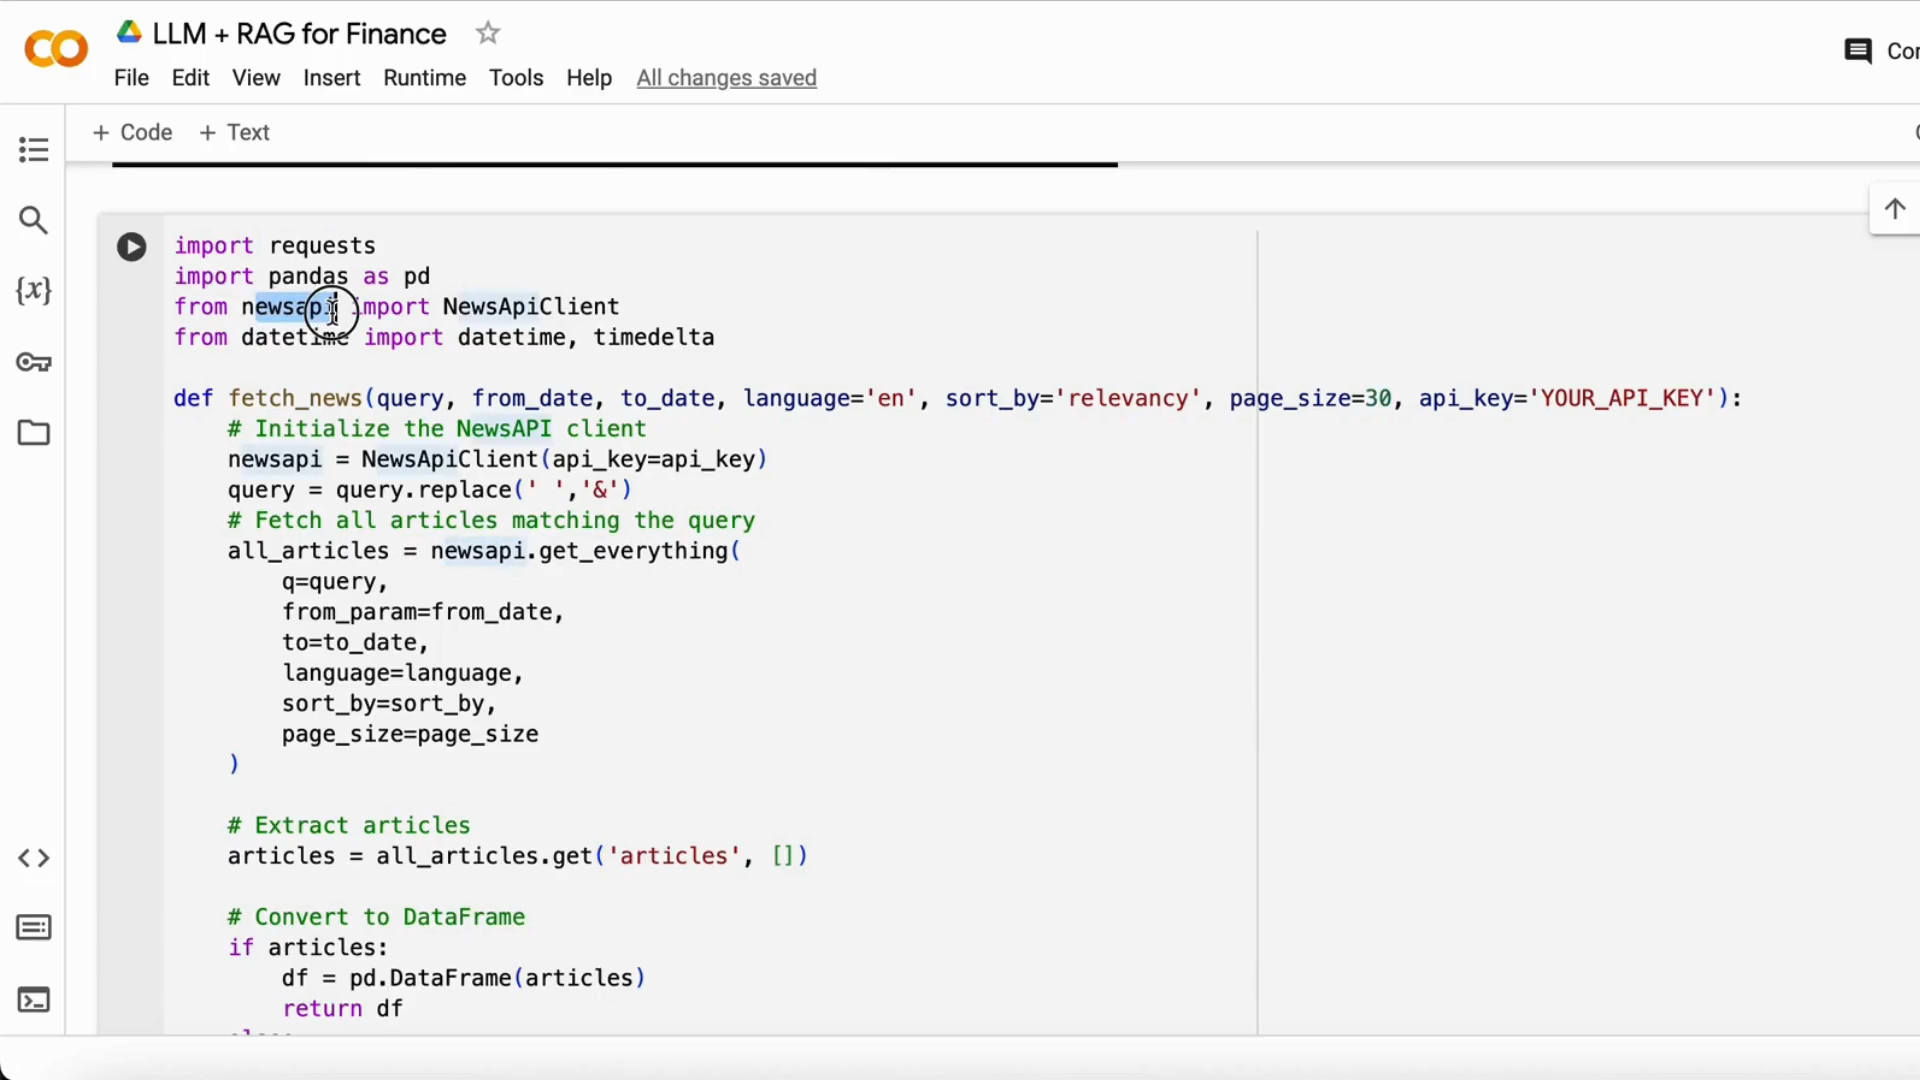 LLM + RAG for Finance
File Edit View Insert Runtime Tools Help All changes saved
+ Code + Text
import requests
import pandas as pd
from newsapi import NewsApiClient
from datetime import datetime, timedelta
def fetch_news(query, from_date, to_date, language='en', sort_by='relevancy', page_size=30, api_key='YOUR_API_KEY'):
# Initialize the NewsAPI client
newsapi = NewsApiClient(api_key=api_key)
query = query.replace(' ','&')
# Fetch all articles matching the query
all_articles = newsapi.get_everything(
q=query,
from_param=from_date,
to=to_date,
language=language,
sort_by=sort_by,
page_size=page_size
)
# Extract articles
articles = all_articles.get('articles', [])
# Convert to DataFrame
if articles:
df = pd.DataFrame(articles)
return df